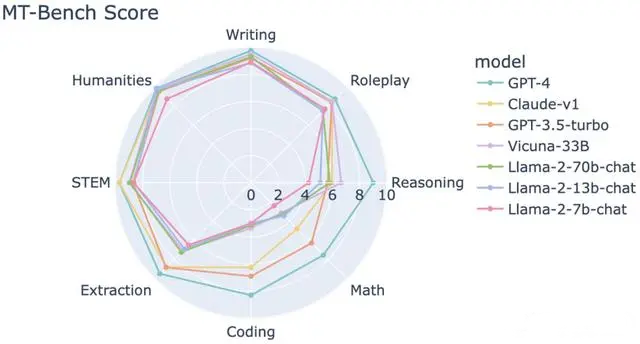 MT-Bench Score
Writing
Humanities
Roleplay
STEM
0 2 4 6 8 10
Reasoning
Extraction
Math
Coding
model
GPT-4
Claude-v1
GPT-3.5-turbo
Vicuna-33B
Llama-2-70b-chat
Llama-2-13b-chat
Llama-2-7b-chat